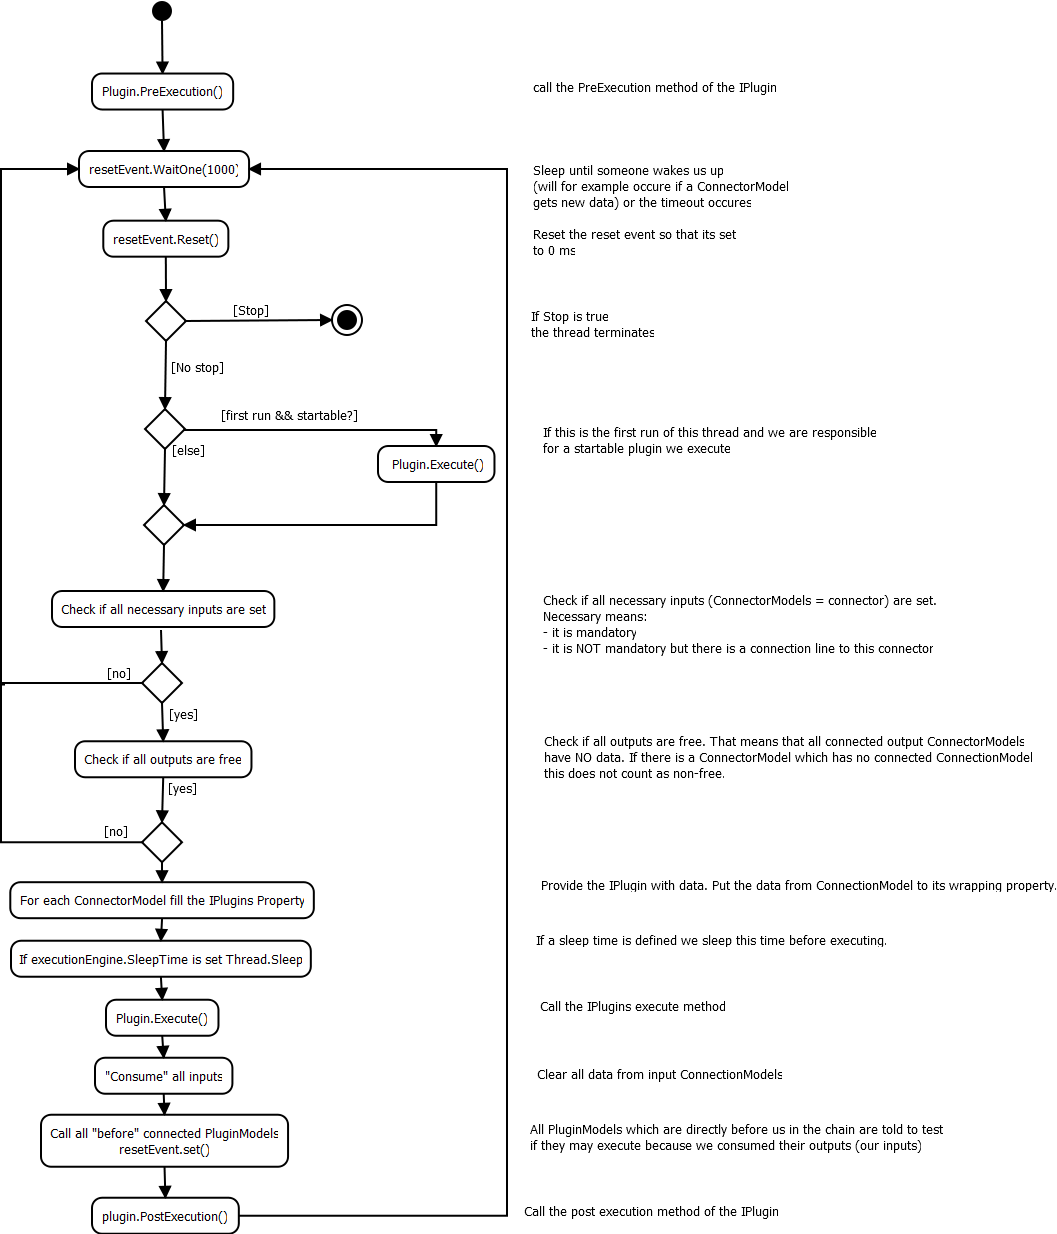 Plugin.PreExecution()
call the PreExecution method of the IPlugin
resetEvent.WaitOne(1000)
Sleep until someone wakes us up
(will for example occure if a ConnectorModel
gets new data) or the timeout occures
resetEvent.Reset()
Reset the reset event so that its set
to 0 ms
[Stop]
If Stop is true
the thread terminates
[No stop]
[first run && startable?]
[else]
Plugin.Execute()
If this is the first run of this thread and we are responsible
for a startable plugin we execute
Check if all necessary inputs are set
Check if all necessary inputs (ConnectorModels = connector) are set.
Necessary means:
- it is mandatory
- it is NOT mandatory but there is a connection line to this connector
[no]
[yes]
Check if all outputs are free
Check if all outputs are free. That means that all connected output ConnectorModels
have NO data. If there is a ConnectorModel which has no connected ConnectionModel
this does not count as non-free.
[yes]
[no]
For each ConnectorModel fill the IPlugins Property
Provide the IPlugin with data. Put the data from ConnectionModel to its wrapping property.
If executionEngine.SleepTime is set Thread.Sleep
If a sleep time is defined we sleep this time before executing.
Plugin.Execute()
Call the IPlugins execute method
"Consume" all inputs
Clear all data from input ConnectionModels
Call all "before" connected PluginModels
resetEvent.set()
All PluginModels which are directly before us in the chain are told to test
if they may execute because we consumed their outputs (our inputs)
plugin.PostExecution()
Call the post execution method of the IPlugin